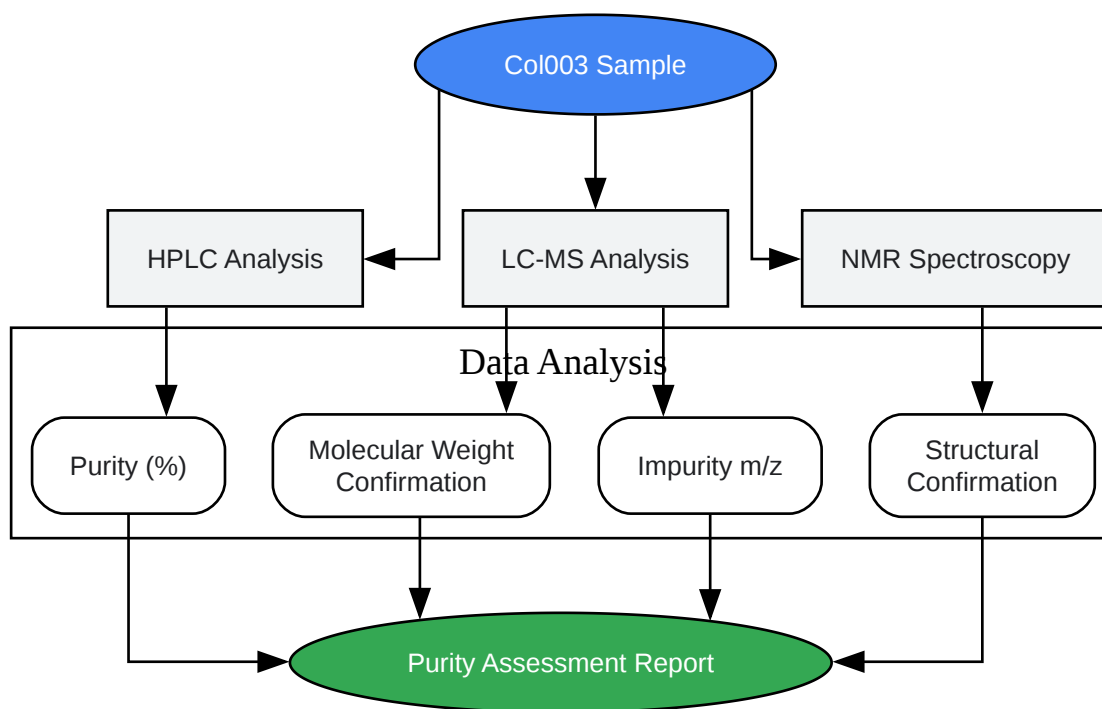 Col003 Sample
HPLC Analysis
LC-MS Analysis
NMR Spectroscopy
Data Analysis
Purity (%)
Molecular Weight
Confirmation
Impurity m/z
Structural
Confirmation
Purity Assessment Report